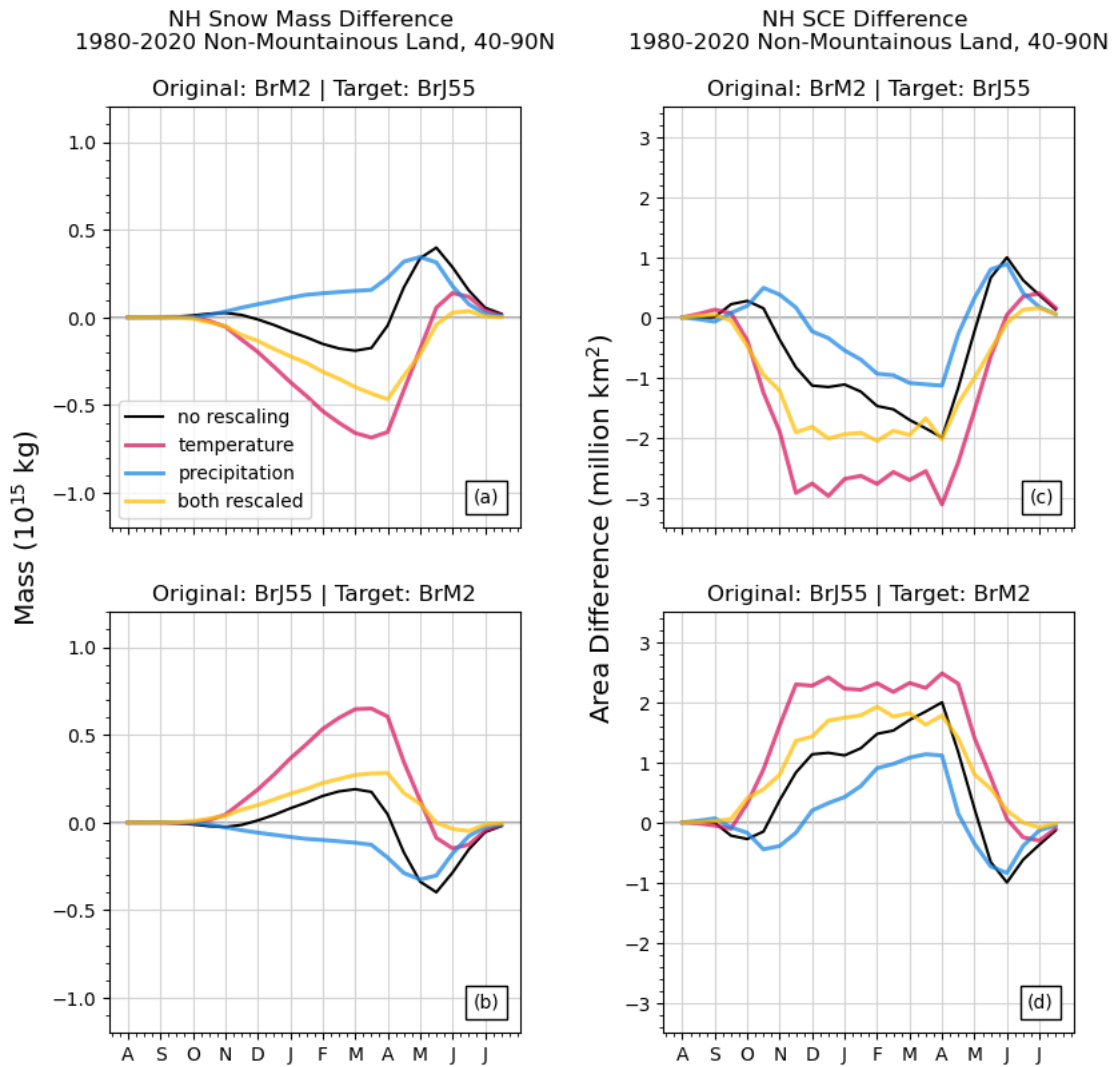 NH Snow Mass Difference
1980-2020 Non-Mountainous Land, 40-90N
NH SCE Difference
1980-2020 Non-Mountainous Land, 40-90N
Original: BrM2 | Target: BrJ55
1.0
0.5
0.0
−0.5
−1.0
no rescaling
temperature
precipitation
both rescaled
(a)
Original: BrM2 | Target: BrJ55
3
2
1
0
−1
−2
−3
(c)
Mass (10¹⁵ kg)
Area Difference (million km²)
Original: BrJ55 | Target: BrM2
1.0
0.5
0.0
−0.5
−1.0
(b)
A S O N D J F M A M J J
Original: BrJ55 | Target: BrM2
3
2
1
0
−1
−2
−3
(d)
A S O N D J F M A M J J